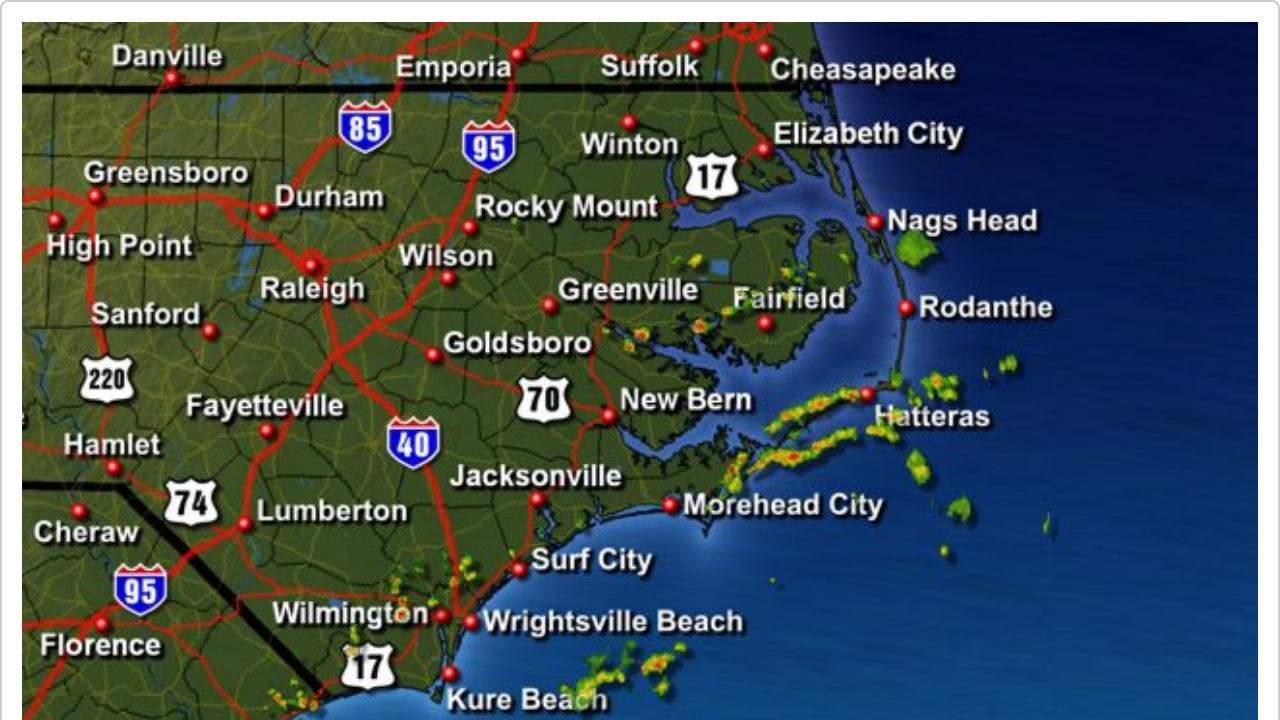 Danville
Emporia
Suffolk
Cheasapeake
85
95
Winton
Elizabeth City
17
Greensboro
Durham
Rocky Mount
Nags Head
High Point
Wilson
Raleigh
Greenville
Fairfield
Rodanthe
Sanford
Goldsboro
220
70
New Bern
Fayetteville
Hatteras
40
Hamlet
Jacksonville
74
Lumberton
Morehead City
Cheraw
Surf City
95
Wilmington
Wrightsville Beach
Florence
17
Kure Beach